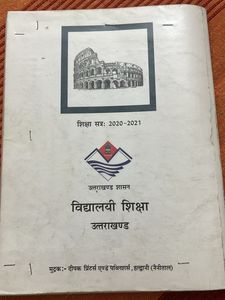 शिक्षा सत्र: 2020-2021
उत्तराखण्ड शासन
विद्यालयी शिक्षा
उत्तराखण्ड
मुद्रक:- दीपक प्रिंटर्स एण्ड पब्लिशर्स, हल्द्वानी (नैनीताल)